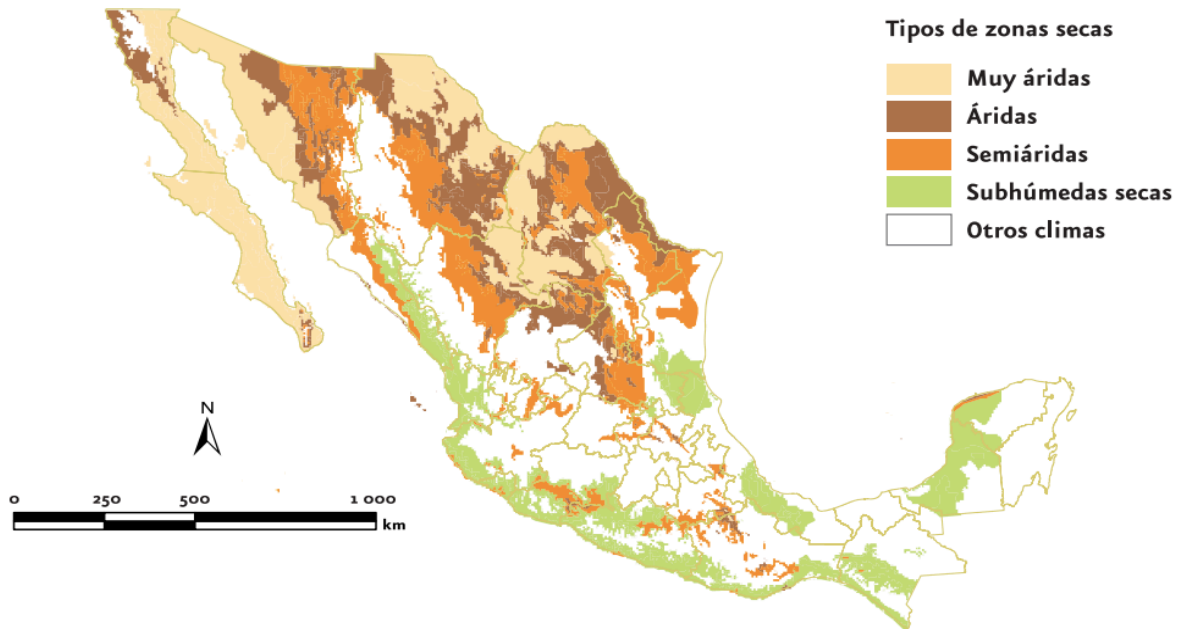 Tipos de zonas secas
Muy áridas
Áridas
Semiáridas
Subhúmedas secas
Otros climas
N
0 250 500 1 000
km